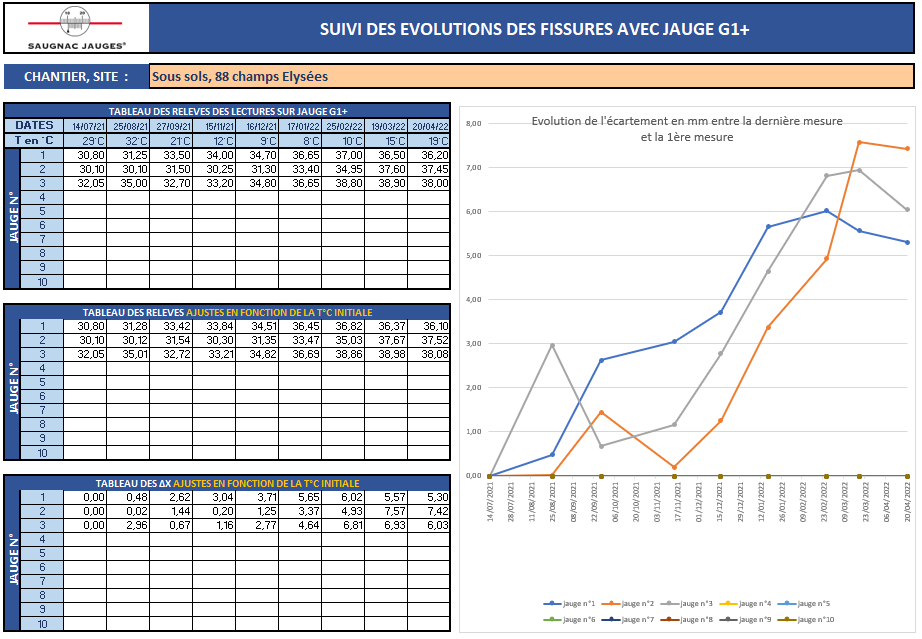 SAUGNAC JAUGES®
SUIVI DES EVOLUTIONS DES FISSURES AVEC JAUGE G1+
CHANTIER, SITE : Sous sols, 88 champs Elysées
TABLEAU DES RELEVES DES LECTURES SUR JAUGE G1+
DATES 14/07/21 25/08/21 27/09/21 15/11/21 16/12/21 17/01/22 25/02/22 19/03/22 20/04/22
T en °C 29°C 32°C 21°C 12°C 9°C 8°C 10°C 15°C 19°C
JAUGE N°
1 30,80 31,25 33,50 34,00 34,70 36,65 37,00 36,50 36,20
2 30,10 30,10 31,50 30,25 31,30 33,40 34,95 37,60 37,45
3 32,05 35,00 32,70 33,20 34,80 36,65 38,80 38,90 38,00
4
5
6
7
8
9
10
TABLEAU DES RELEVES AJUSTES EN FONCTION DE LA T°C INITIALE
JAUGE N°
1 30,80 31,28 33,42 33,84 34,51 36,45 36,82 36,37 36,10
2 30,10 30,12 31,54 30,30 31,35 33,47 35,03 37,67 37,52
3 32,05 35,01 32,72 33,21 34,82 36,69 38,86 38,98 38,08
4
5
6
7
8
9
10
TABLEAU DES ΔX AJUSTES EN FONCTION DE LA T°C INITIALE
JAUGE N°
1 0,00 0,48 2,62 3,04 3,71 5,65 6,02 5,57 5,30
2 0,00 0,02 1,44 0,20 1,25 3,37 4,93 7,57 7,42
3 0,00 2,96 0,67 1,16 2,77 4,64 6,81 6,93 6,03
4
5
6
7
8
9
10
Evolution de l'écartement en mm entre la dernière mesure
et la 1ère mesure
8,00
7,00
6,00
5,00
4,00
3,00
2,00
1,00
0,00
14/07/2021 28/07/2021 11/08/2021 25/08/2021 08/09/2021 22/09/2021 06/10/2021 20/10/2021 03/11/2021 17/11/2021 01/12/2021 15/12/2021 29/12/2021 12/01/2022 26/01/2022 09/02/2022 23/02/2022 09/03/2022 23/03/2022 06/04/2022 20/04/2022
Jauge n°1 Jauge n°2 Jauge n°3 Jauge n°4 Jauge n°5
Jauge n°6 Jauge n°7 Jauge n°8 Jauge n°9 Jauge n°10